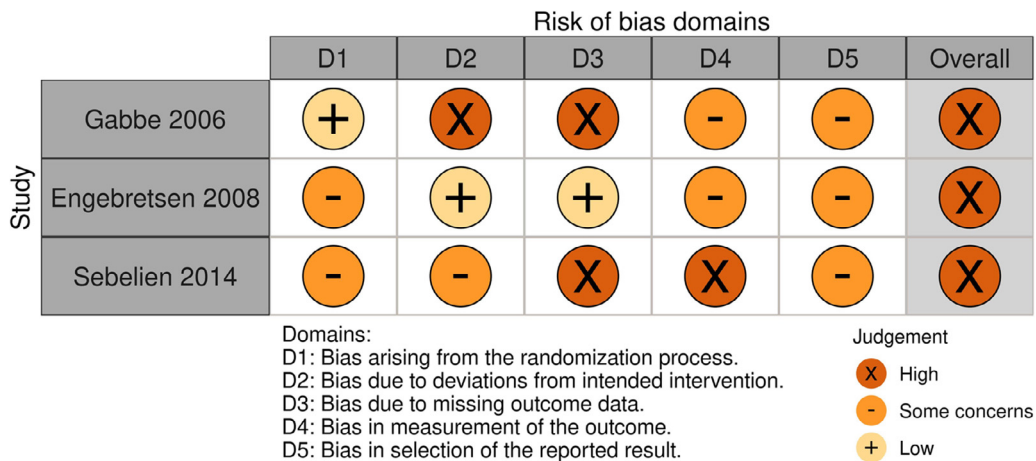 Risk of bias domains
D1 D2 D3 D4 D5 Overall
Study
Gabbe 2006 + X X - - X
Engebretsen 2008 - + + - - X
Sebelien 2014 - - X X - X
Domains:
D1: Bias arising from the randomization process.
D2: Bias due to deviations from intended intervention.
D3: Bias due to missing outcome data.
D4: Bias in measurement of the outcome.
D5: Bias in selection of the reported result.
Judgement
X High
- Some concerns
+ Low